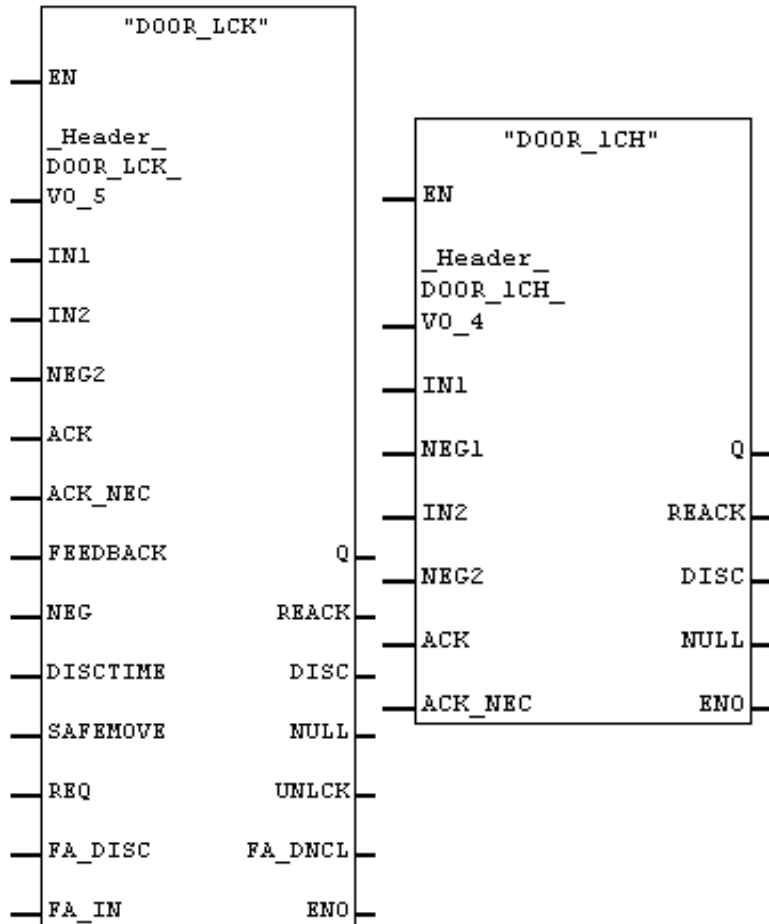 "DOOR_LCK"
EN
_Header_
DOOR_LCK_
V0_5
IN1
IN2
NEG2
ACK
ACK_NEC
FEEDBACK Q
NEG REACK
DISCTIME DISC
SAFEMOVE NULL
REQ UNLCK
FA_DISC FA_DNCL
FA_IN ENO
"DOOR_1CH"
EN
_Header_
DOOR_1CH_
V0_4
IN1
NEG1 Q
IN2 REACK
NEG2 DISC
ACK NULL
ACK_NEC ENO